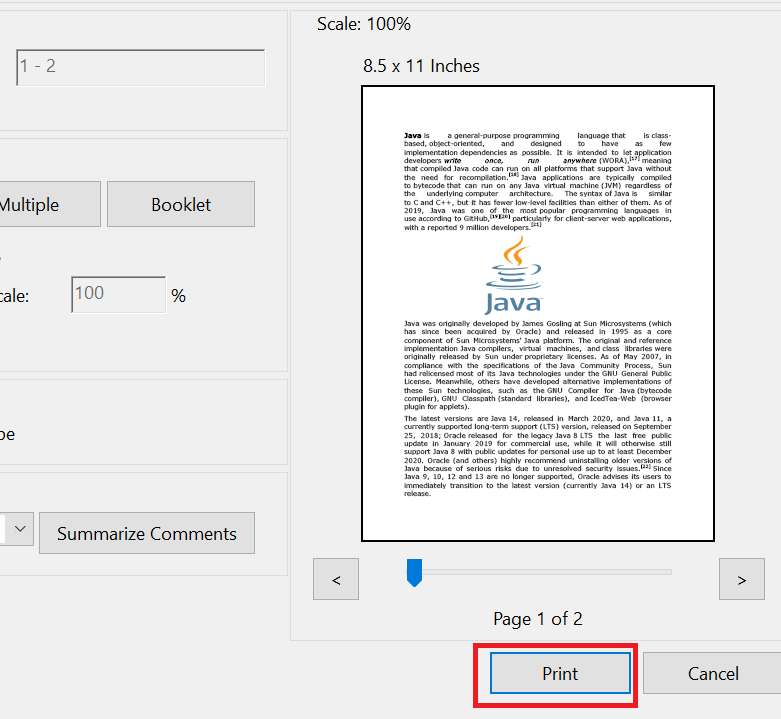 Scale: 100%
1 - 2
8.5 x 11 Inches
Java is a general-purpose programming language that is class-
based, object-oriented, and designed to have as few
implementation dependencies as possible. It is intended to let application
developers write once, run anywhere (WORA),[17] meaning
that compiled Java code can run on all platforms that support Java without
the need for recompilation.[18] Java applications are typically compiled
to bytecode that can run on any Java virtual machine (JVM) regardless of
the underlying computer architecture. The syntax of Java is similar
to C and C++, but it has fewer low-level facilities than either of them. As of
2019, Java was one of the most popular programming languages in
use according to GitHub,[19][20] particularly for client-server web applications,
with a reported 9 million developers.[21]
Java
Java was originally developed by James Gosling at Sun Microsystems (which
has since been acquired by Oracle) and released in 1995 as a core
component of Sun Microsystems' Java platform. The original and reference
implementation Java compilers, virtual machines, and class libraries were
originally released by Sun under proprietary licenses. As of May 2007, in
compliance with the specifications of the Java Community Process, Sun
had relicensed most of its Java technologies under the GNU General Public
License. Meanwhile, others have developed alternative implementations of
these Sun technologies, such as the GNU Compiler for Java (bytecode
compiler), GNU Classpath (standard libraries), and IcedTea-Web (browser
plugin for applets).
The latest versions are Java 14, released in March 2020, and Java 11, a
currently supported long-term support (LTS) version, released on September
25, 2018; Oracle released for the legacy Java 8 LTS the last free public
update in January 2019 for commercial use, while it will otherwise still
support Java 8 with public updates for personal use up to at least December
2020. Oracle (and others) highly recommend uninstalling older versions of
Java because of serious risks due to unresolved security issues.[22] Since
Java 9, 10, 12 and 13 are no longer supported, Oracle advises its users to
immediately transition to the latest version (currently Java 14) or an LTS
release.
Multiple
Booklet
cale:
100
%
pe
Summarize Comments
<
>
Page 1 of 2
Print
Cancel